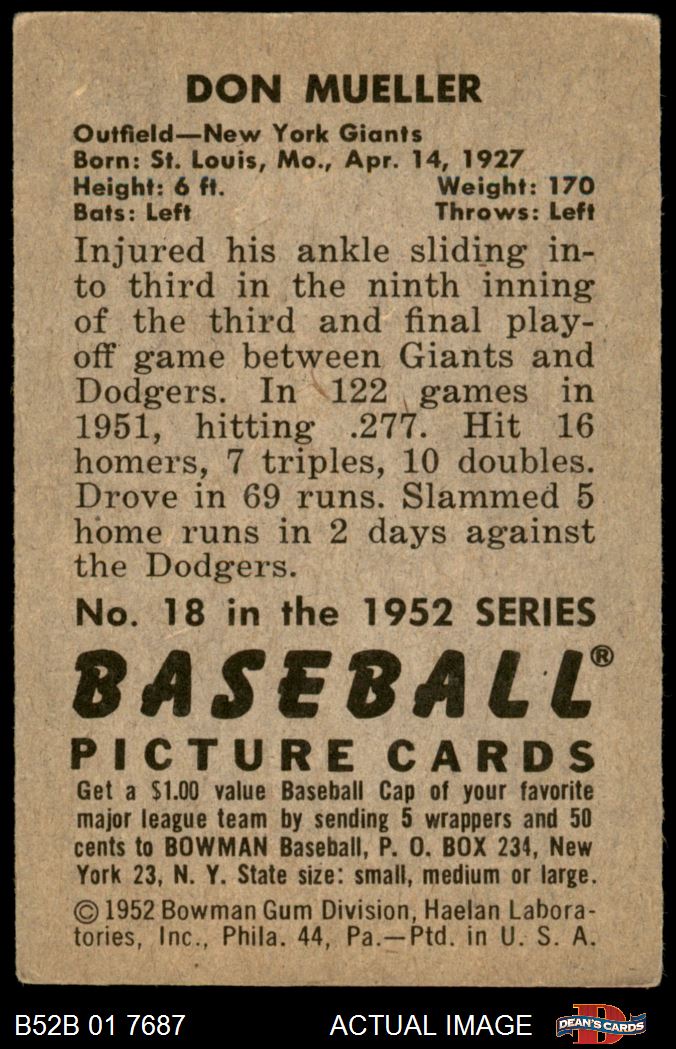 DON MUELLER
Outfield—New York Giants
Born: St. Louis, Mo., Apr. 14, 1927
Height: 6 ft. Weight: 170
Bats: Left Throws: Left
Injured his ankle sliding in-
to third in the ninth inning
of the third and final play-
off game between Giants and
Dodgers. In 122 games in
1951, hitting .277. Hit 16
homers, 7 triples, 10 doubles.
Drove in 69 runs. Slammed 5
home runs in 2 days against
the Dodgers.
No. 18 in the 1952 SERIES
BASEBALL®
PICTURE CARDS
Get a $1.00 value Baseball Cap of your favorite
major league team by sending 5 wrappers and 50
cents to BOWMAN Baseball, P. O. BOX 234, New
York 23, N. Y. State size: small, medium or large.
© 1952 Bowman Gum Division, Haelan Labora-
tories, Inc., Phila. 44, Pa.—Ptd. in U. S. A.
B52B 01 7687 ACTUAL IMAGE DEAN'S CARDS